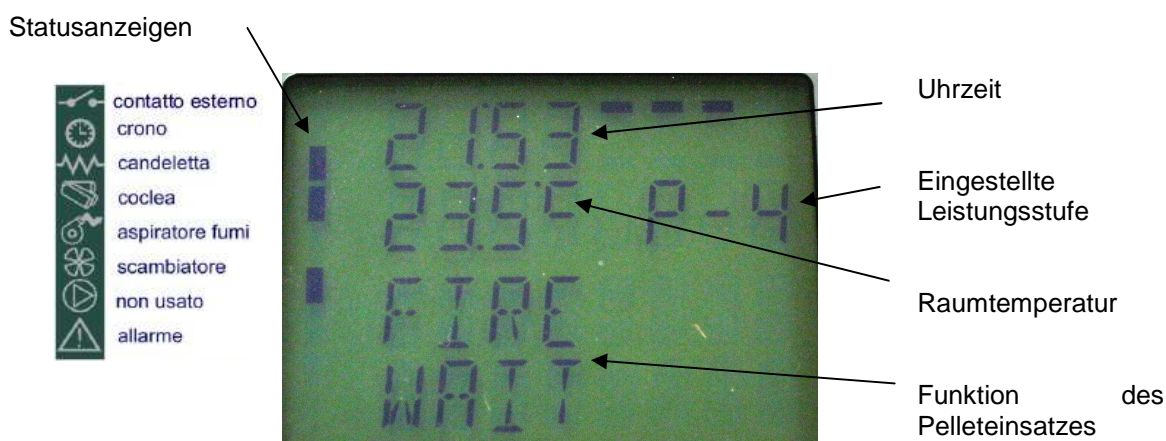 Statusanzeigen
contatto esterno
crono
candeletta
coclea
aspiratore fumi
scambiatore
non usato
allarme
21.53
23.5°C P-4
FIRE
WAIT
Uhrzeit
Eingestellte
Leistungsstufe
Raumtemperatur
Funktion des
Pelleteinsatzes